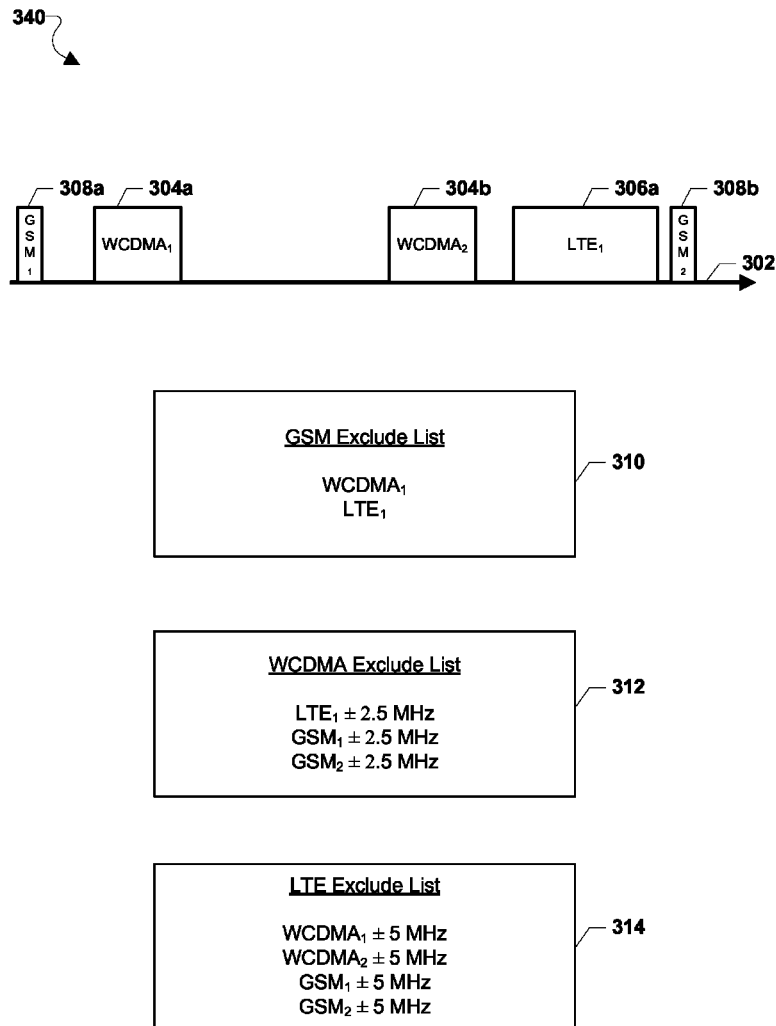 340
308a 304a 304b 306a 308b
GSM₁ WCDMA₁ WCDMA₂ LTE₁ GSM₂
302
GSM Exclude List
WCDMA₁
LTE₁
310
WCDMA Exclude List
LTE₁ ± 2.5 MHz
GSM₁ ± 2.5 MHz
GSM₂ ± 2.5 MHz
312
LTE Exclude List
WCDMA₁ ± 5 MHz
WCDMA₂ ± 5 MHz
GSM₁ ± 5 MHz
GSM₂ ± 5 MHz
314